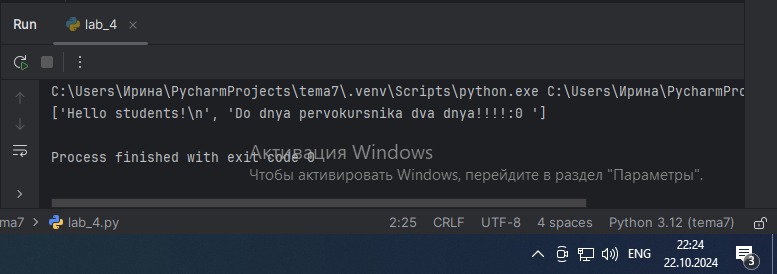 Run lab_4
C:\Users\Ирина\PycharmProjects\tema7\.venv\Scripts\python.exe C:\Users\Ирина\PycharmPro
['Hello students!\n', 'Do dnya pervokursnika dva dnya!!!!:0 ']
Process finished with exit code 0
Активация Windows
Чтобы активировать Windows, перейдите в раздел "Параметры".
ma7 > lab_4.py 2:25 CRLF UTF-8 4 spaces Python 3.12 (tema7)
ENG 22:24
22.10.2024 3